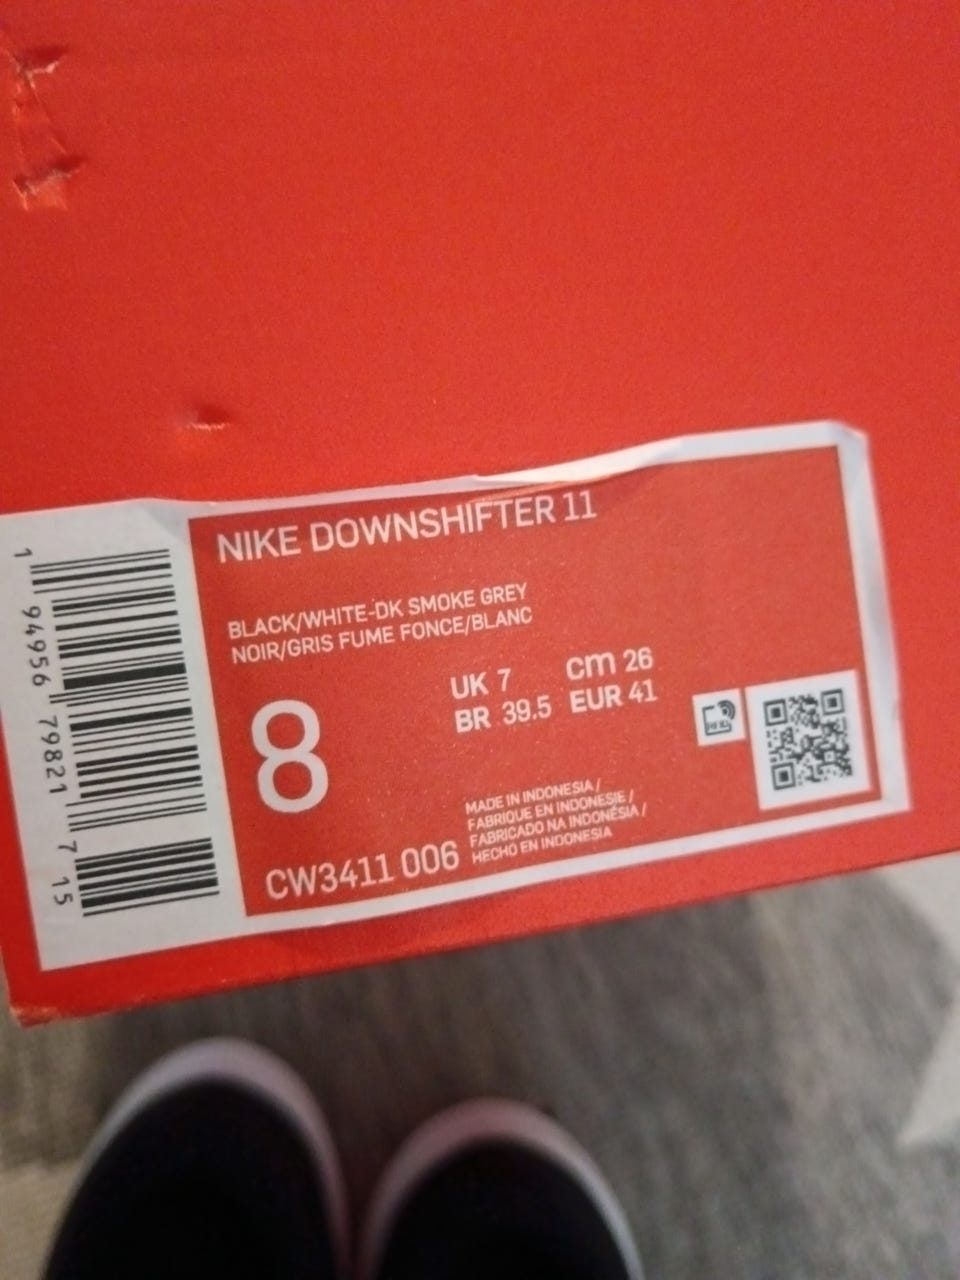 NIKE DOWNSHIFTER 11
BLACK/WHITE-DK SMOKE GREY
NOIR/GRIS FUME FONCE/BLANC
8
UK 7 cm 26
BR 39.5 EUR 41
MADE IN INDONESIA /
FABRIQUE EN INDONESIE /
FABRICADO NA INDONÉSIA /
HECHO EN INDONESIA
CW3411 006
1 94956 79821 7 15